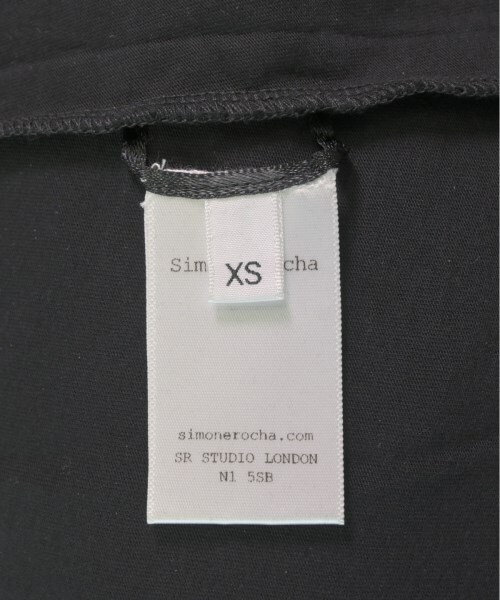 Sim cha
XS
simonerocha.com
SR STUDIO LONDON
N1 5SB